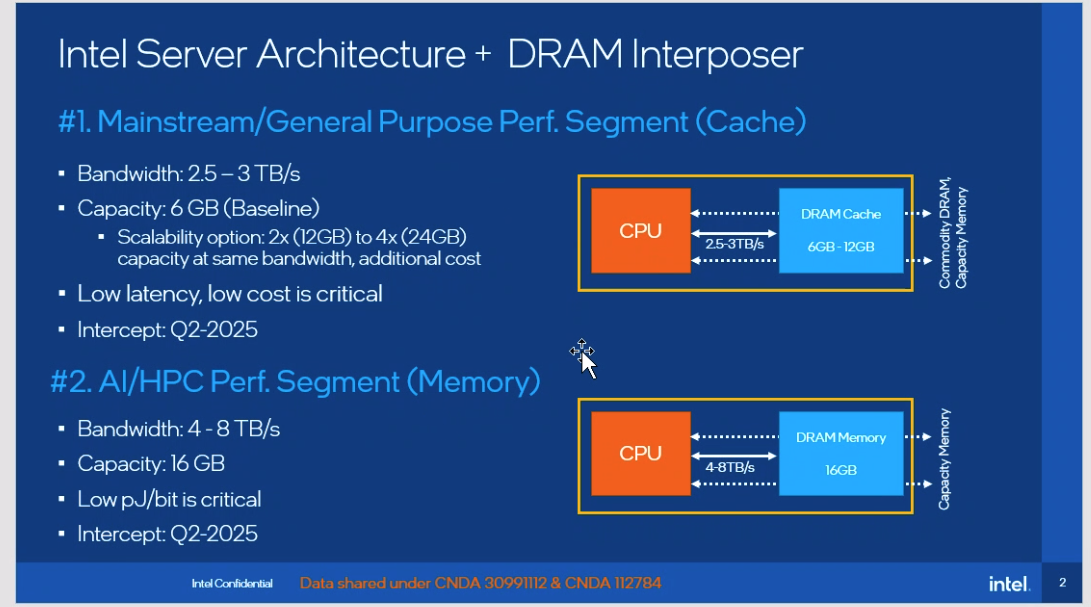 Intel Server Architecture + DRAM Interposer
#1. Mainstream/General Purpose Perf. Segment (Cache)
▪ Bandwidth: 2.5 – 3 TB/s
▪ Capacity: 6 GB (Baseline)
▪ Scalability option: 2x (12GB) to 4x (24GB)
capacity at same bandwidth, additional cost
▪ Low latency, low cost is critical
▪ Intercept: Q2-2025
CPU
2.5-3TB/s
DRAM Cache
6GB - 12GB
Commodity DRAM,
Capacity Memory
#2. AI/HPC Perf. Segment (Memory)
▪ Bandwidth: 4 - 8 TB/s
▪ Capacity: 16 GB
▪ Low pJ/bit is critical
▪ Intercept: Q2-2025
CPU
4-8TB/s
DRAM Memory
16GB
Capacity Memory
Intel Confidential
Data shared under CNDA 30991112 & CNDA 112784
intel.
2